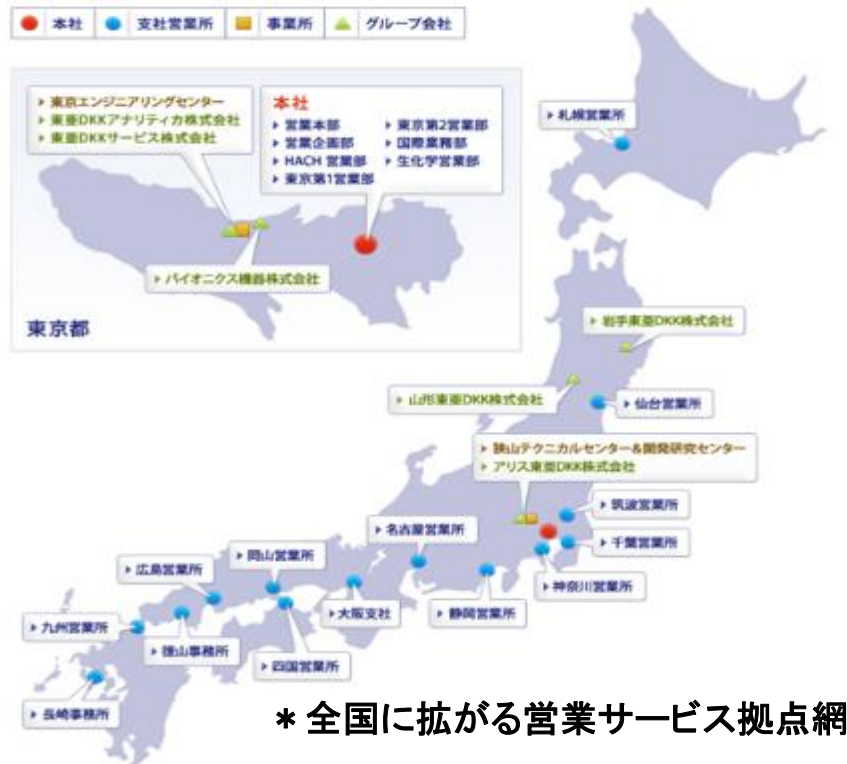 本社 支社営業所 事業所 グループ会社
東京エンジニアリングセンター
東亜DKKアナリティカ株式会社
東亜DKKサービス株式会社
本社
営業本部 東京第2営業部
営業企画部 国際業務部
HACH 営業部 生化学営業部
東京第1営業部
バイオニクス機器株式会社
東京都
札幌営業所
岩手東亜DKK株式会社
山形東亜DKK株式会社
仙台営業所
狭山テクニカルセンター&開発研究センター
アリス東亜DKK株式会社
筑波営業所
名古屋営業所
千葉営業所
岡山営業所
広島営業所
神奈川営業所
大阪支社
静岡営業所
九州営業所
徳山事務所
四国営業所
長崎事務所
*全国に拡がる営業サービス拠点網